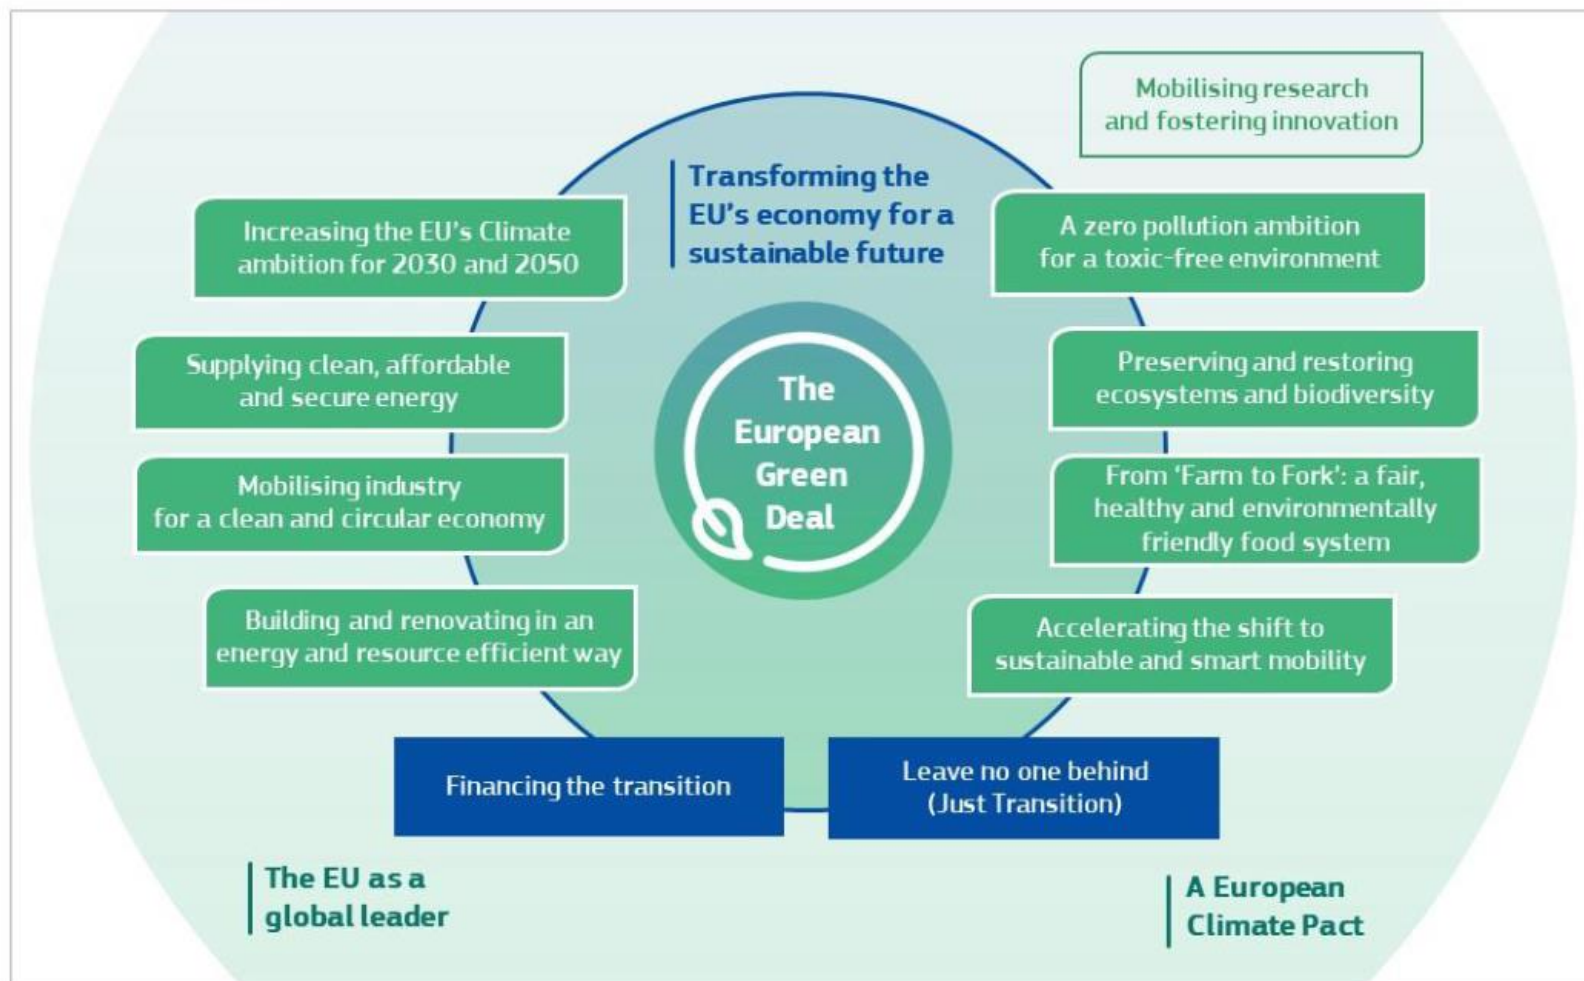 Mobilising research
and fostering innovation
Transforming the
EU’s economy for a
sustainable future
Increasing the EU’s Climate
ambition for 2030 and 2050
A zero pollution ambition
for a toxic-free environment
Supplying clean, affordable
and secure energy
Preserving and restoring
ecosystems and biodiversity
The
European
Green
Deal
Mobilising industry
for a clean and circular economy
From ‘Farm to Fork’: a fair,
healthy and environmentally
friendly food system
Building and renovating in an
energy and resource efficient way
Accelerating the shift to
sustainable and smart mobility
Financing the transition
Leave no one behind
(Just Transition)
The EU as a
global leader
A European
Climate Pact